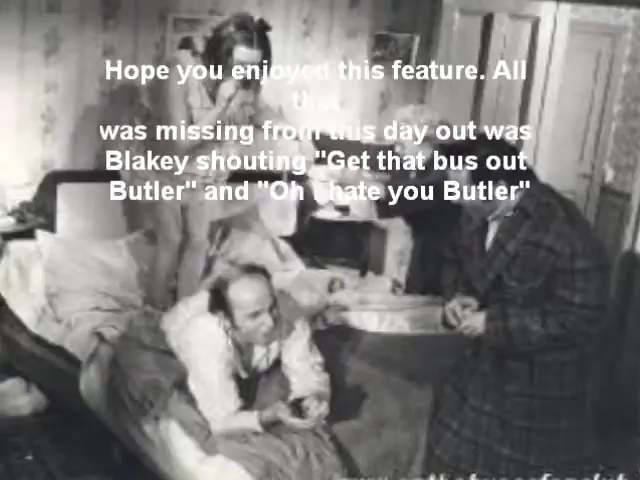 Hope you enjoyed this feature. All
that
was missing from this day out was
Blakey shouting "Get that bus out
Butler" and "Oh I hate you Butler"